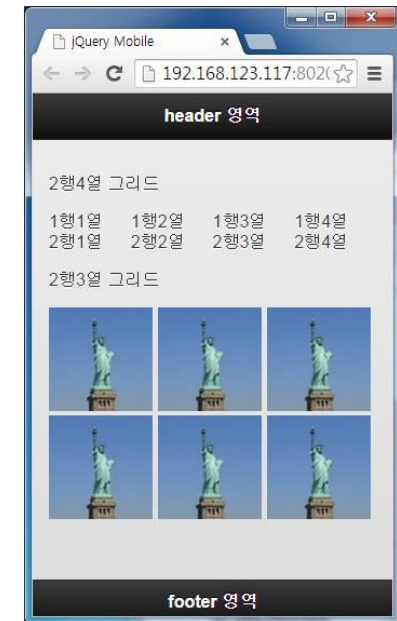 jQuery Mobile
192.168.123.117:802
header 영역
2행4열 그리드
1행1열 1행2열 1행3열 1행4열
2행1열 2행2열 2행3열 2행4열
2행3열 그리드
footer 영역